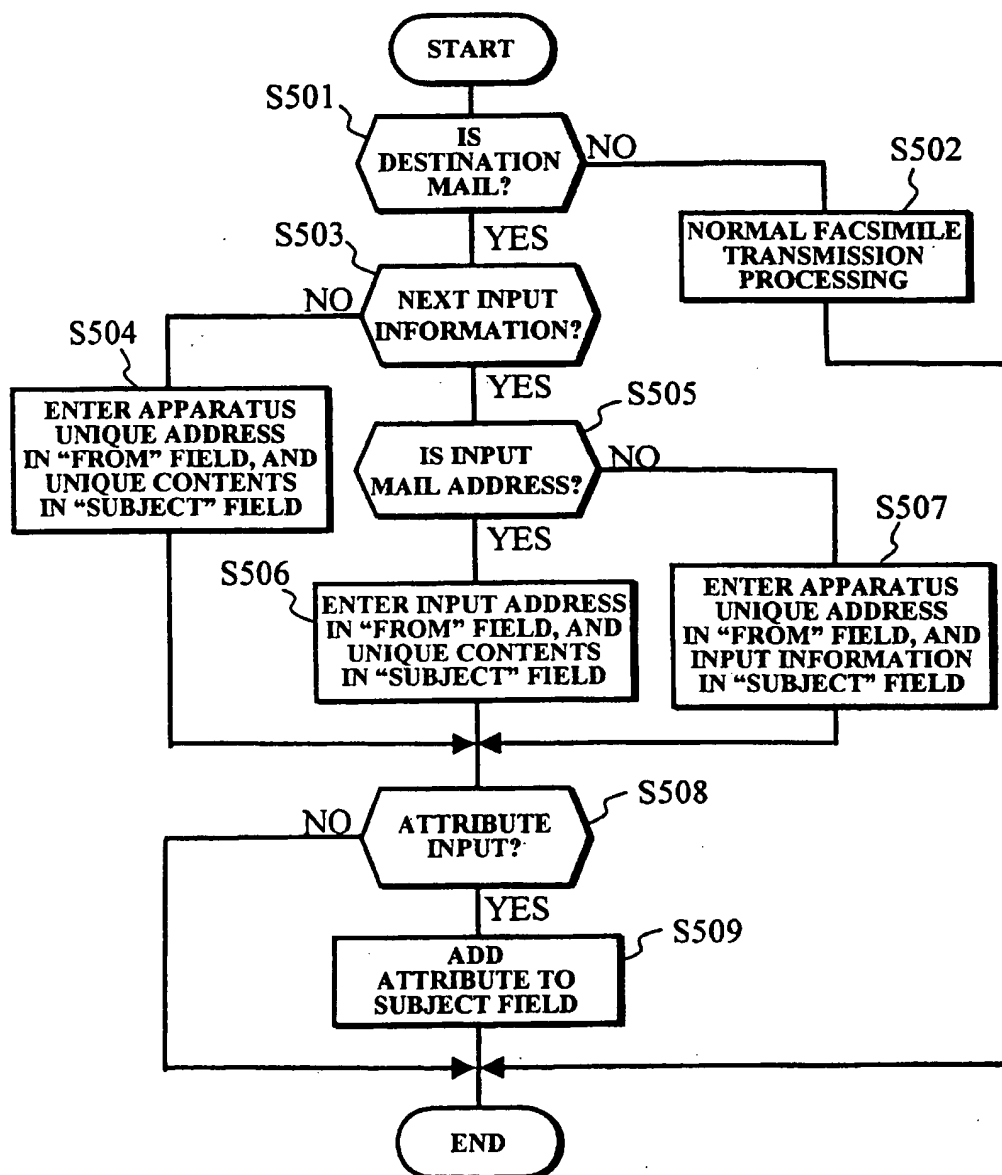 START
S501
IS
DESTINATION
MAIL?
NO
S502
NORMAL FACSIMILE
TRANSMISSION
PROCESSING
YES
S503
NEXT INPUT
INFORMATION?
NO
S504
ENTER APPARATUS
UNIQUE ADDRESS
IN “FROM” FIELD, AND
UNIQUE CONTENTS
IN “SUBJECT” FIELD
YES
S505
IS INPUT
MAIL ADDRESS?
NO
S507
ENTER APPARATUS
UNIQUE ADDRESS
IN “FROM” FIELD, AND
INPUT INFORMATION
IN “SUBJECT” FIELD
YES
S506
ENTER INPUT ADDRESS
IN “FROM” FIELD, AND
UNIQUE CONTENTS
IN “SUBJECT” FIELD
S508
ATTRIBUTE
INPUT?
NO
YES
S509
ADD
ATTRIBUTE TO
SUBJECT FIELD
END